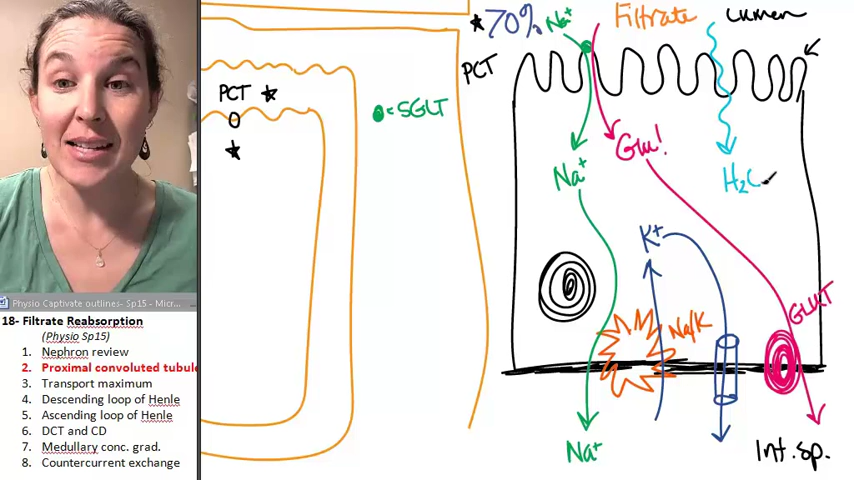 Physio Captivate outlines- Sp15 - Micr...
18- Filtrate Reabsorption
(Physio Sp15)
1. Nephron review
2. Proximal convoluted tubule
3. Transport maximum
4. Descending loop of Henle
5. Ascending loop of Henle
6. DCT and CD
7. Medullary conc. grad.
8. Countercurrent exchange
PCT
= SGLT
70% Na+
Filtrate
Lumen
PCT
Na+
Glu!
H2O
K+
Na/K
GLUT
Na+
Int. sp.